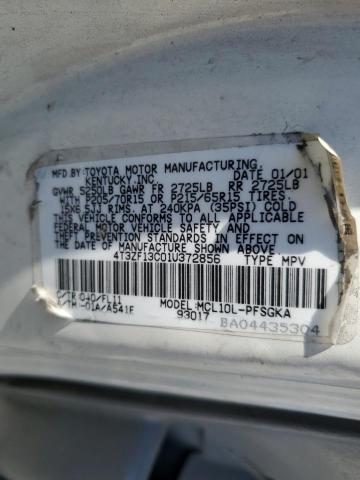 MFD.BY:TOYOTA MOTOR MANUFACTURING,
KENTUCKY,INC. DATE 01/01
GVWR 5250LB GAWR FR 2725LB RR 2725LB
WITH P205/70R15 OR P215/65R15 TIRES
15X6.5JJ RIMS AT 240KPA (35PSI) COLD
THIS VEHICLE CONFORMS TO ALL APPLICABLE
FEDERAL MOTOR VEHICLE SAFETY AND
THEFT PREVENTION STANDARDS IN EFFECT ON
DATE OF MANUFACTURE SHOWN ABOVE.
4T3ZF13C01U372856 TYPE MPV
C/TR:040/FL11
A/TM:-01A/A541F
MODEL:MCL10L-PFSGKA
93017
BA04435304